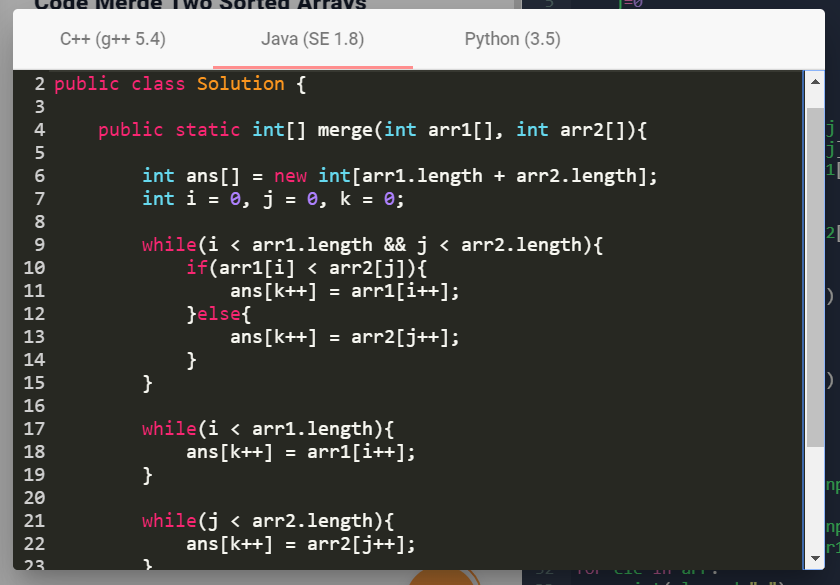 Code Merge Two Sorted Arrays
C++ (g++ 5.4)
Java (SE 1.8)
Python (3.5)
2 public class Solution {
3
4     public static int[] merge(int arr1[], int arr2[]){
5
6         int ans[] = new int[arr1.length + arr2.length];
7         int i = 0, j = 0, k = 0;
8
9         while(i < arr1.length && j < arr2.length){
10             if(arr1[i] < arr2[j]){
11                 ans[k++] = arr1[i++];
12             }else{
13                 ans[k++] = arr2[j++];
14             }
15         }
16
17         while(i < arr1.length){
18             ans[k++] = arr1[i++];
19         }
20
21         while(j < arr2.length){
22             ans[k++] = arr2[j++];
23         }
5 j=0